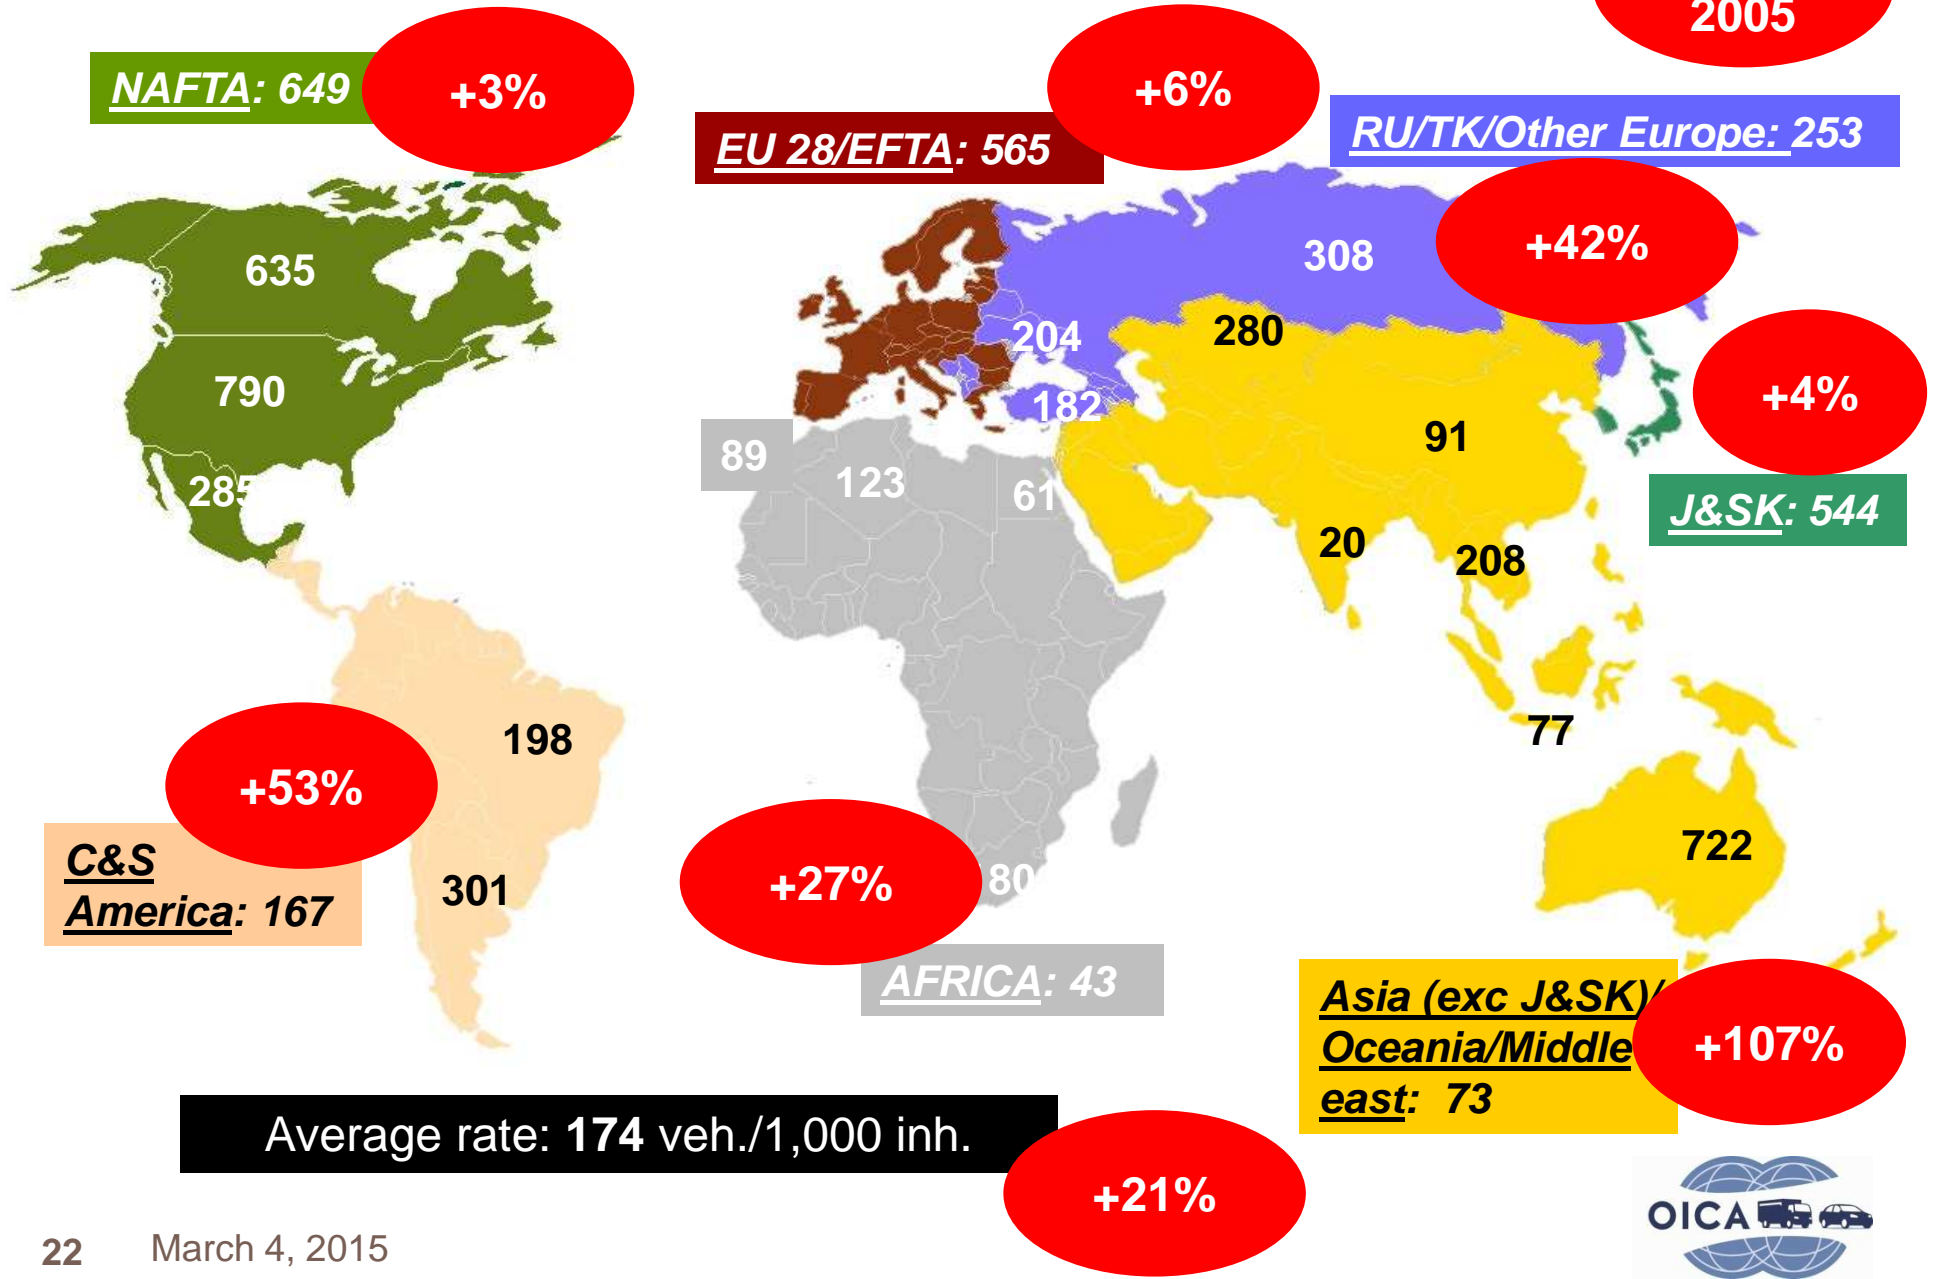 2005
NAFTA: 649
+3%
+6%
EU 28/EFTA: 565
RU/TK/Other Europe: 253
635
308
+42%
204
280
790
182
+4%
89
123
61
91
285
J&SK: 544
20
208
198
77
+53%
722
C&S
America: 167
301
+27%
80
AFRICA: 43
Asia (exc J&SK)/
Oceania/Middle
east: 73
+107%
Average rate: 174 veh./1,000 inh.
+21%
OICA
22 March 4, 2015